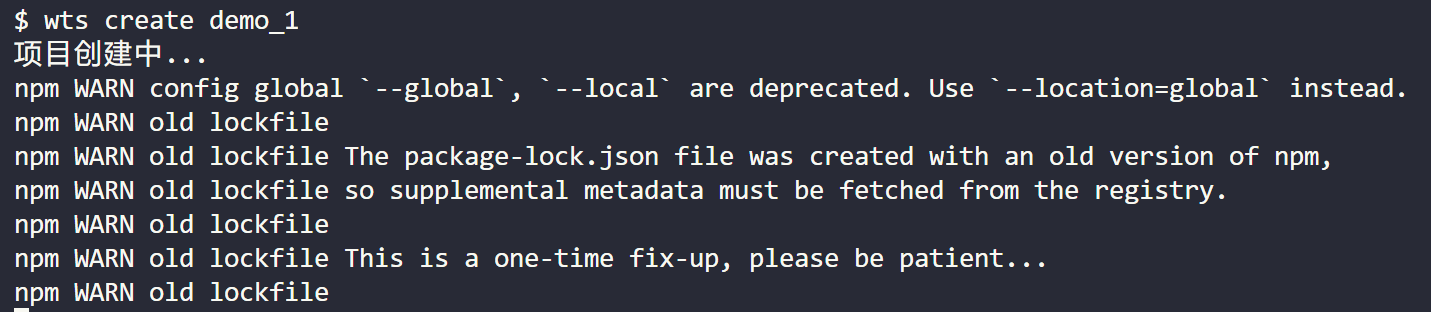 $ wts create demo_1
项目创建中...
npm WARN config global `--global`, `--local` are deprecated. Use `--location=global` instead.
npm WARN old lockfile
npm WARN old lockfile The package-lock.json file was created with an old version of npm,
npm WARN old lockfile so supplemental metadata must be fetched from the registry.
npm WARN old lockfile
npm WARN old lockfile This is a one-time fix-up, please be patient...
npm WARN old lockfile